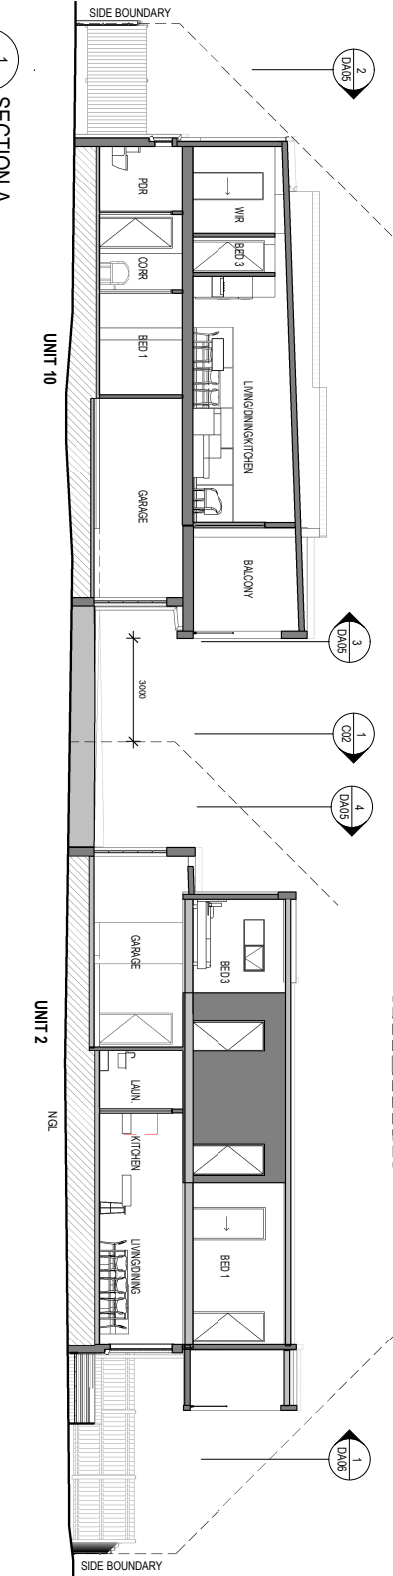 SIDE BOUNDARY
2
DA05
1
SECTION A
PDR
CORR
BED 1
GARAGE
WIR
BED 3
LIVING/DINING/KITCHEN
BALCONY
UNIT 10
3
DA05
3000
1
C02
4
DA05
GARAGE
BED 3
LAUN.
KITCHEN
LIVING/DINING
BED 1
UNIT 2
NGL
1
DA06
SIDE BOUNDARY